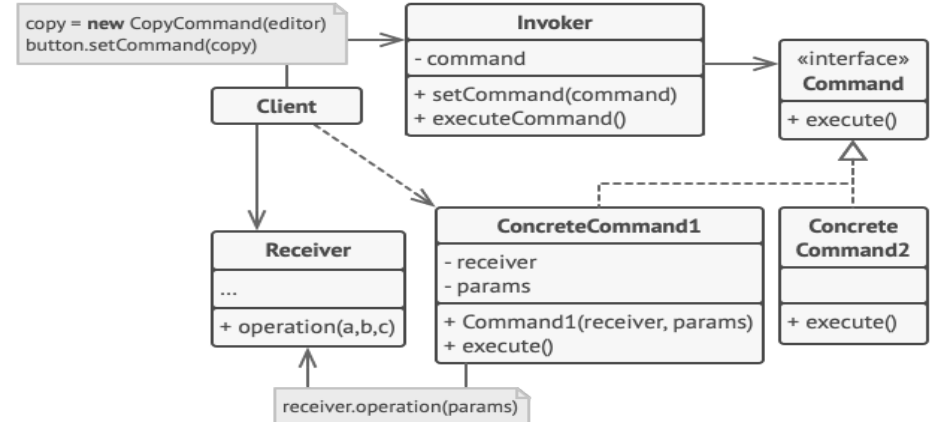 copy = new CopyCommand(editor)
button.setCommand(copy)
Client
Invoker
- command
+ setCommand(command)
+ executeCommand()
«interface»
Command
+ execute()
Receiver
...
+ operation(a,b,c)
ConcreteCommand1
- receiver
- params
+ Command1(receiver, params)
+ execute()
Concrete
Command2
+ execute()
receiver.operation(params)